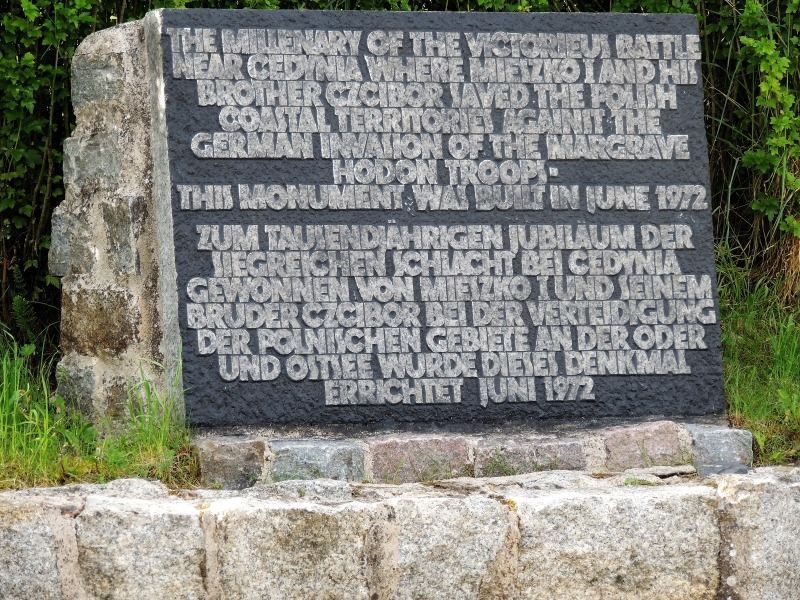 THE MILLENARY OF THE VICTORIEUS BATTLE
NEAR CEDYNIA WHERE MIESZKO I AND HIS
BROTHER CZCIBOR SAVED THE POLISH
COASTAL TERRITORIES AGAINST THE
GERMAN INVASION OF THE MARGRAVE
HODON TROOPS.
THIS MONUMENT WAS BUILT IN JUNE 1972
ZUM TAUSENDJÄHRIGEN JUBILÄUM DER
SIEGREICHEN SCHLACHT BEI CEDYNIA
GEWONNEN VON MIESZKO I UND SEINEM
BRUDER CZCIBOR BEI DER VERTEIDIGUNG
DER POLNISCHEN GEBIETE AN DER ODER
UND OSTSEE WURDE DIESES DENKMAL
ERRICHTET JUNI 1972